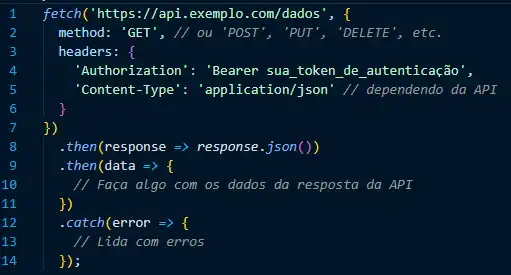 1 fetch('https://api.exemplo.com/dados', {
2   method: 'GET', // ou 'POST', 'PUT', 'DELETE', etc.
3   headers: {
4     'Authorization': 'Bearer sua_token_de_autenticação',
5     'Content-Type': 'application/json' // dependendo da API
6   }
7 })
8   .then(response => response.json())
9   .then(data => {
10     // Faça algo com os dados da resposta da API
11   })
12   .catch(error => {
13     // Lida com erros
14   });